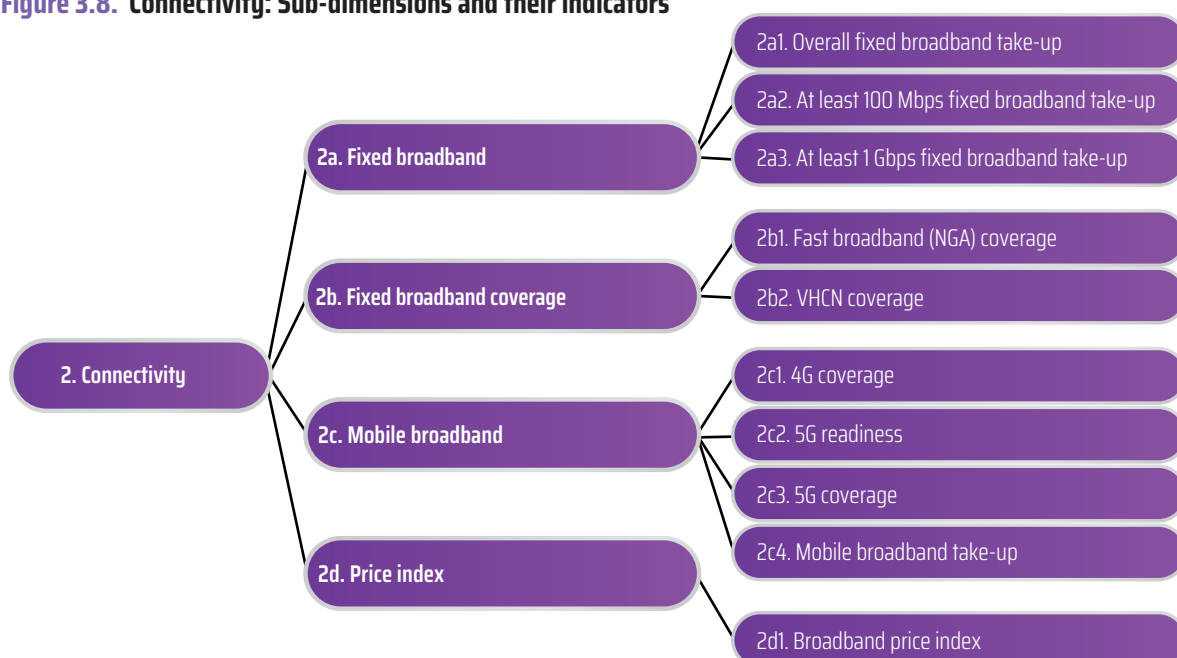 Figure 3.8. Connectivity: Sub-dimensions and their indicators
2. Connectivity
2a. Fixed broadband
2a1. Overall fixed broadband take-up
2a2. At least 100 Mbps fixed broadband take-up
2a3. At least 1 Gbps fixed broadband take-up
2b. Fixed broadband coverage
2b1. Fast broadband (NGA) coverage
2b2. VHCN coverage
2c. Mobile broadband
2c1. 4G coverage
2c2. 5G readiness
2c3. 5G coverage
2c4. Mobile broadband take-up
2d. Price index
2d1. Broadband price index